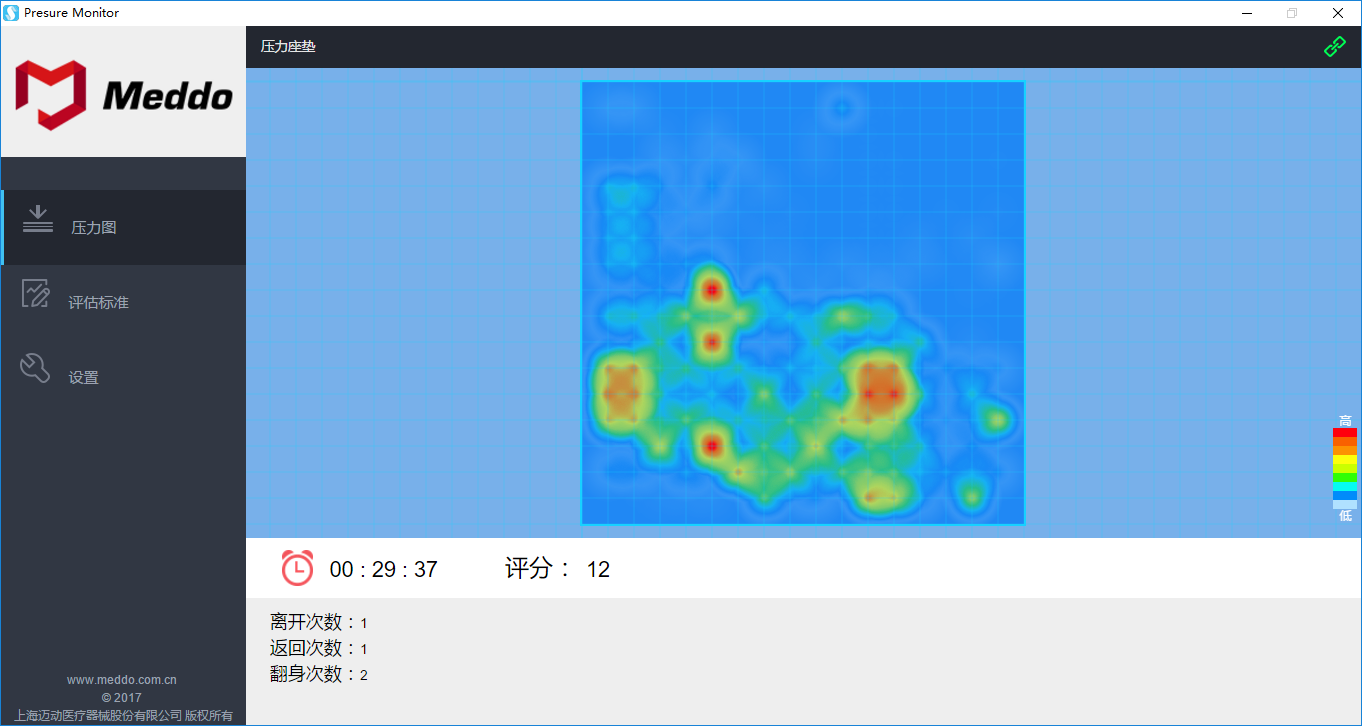 Presure Monitor
Meddo
压力座垫
压力图
评估标准
设置
高
低
00 : 29 : 37
评分 : 12
离开次数 : 1
返回次数 : 1
翻身次数 : 2
www.meddo.com.cn
© 2017
上海迈动医疗器械股份有限公司 版权所有